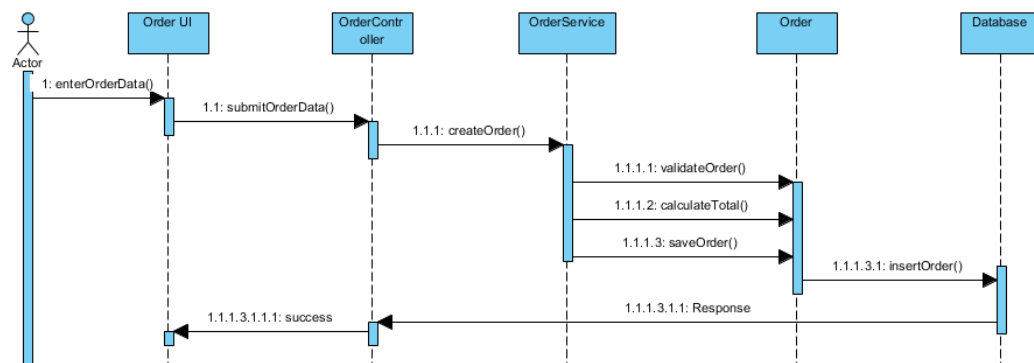 Order UI
OrderContr
oller
OrderService
Order
Database
Actor
1: enterOrderData()
1.1: submitOrderData()
1.1.1: createOrder()
1.1.1.1: validateOrder()
1.1.1.2: calculateTotal()
1.1.1.3: saveOrder()
1.1.1.3.1: insertOrder()
1.1.1.3.1.1: Response
1.1.1.3.1.1.1: success